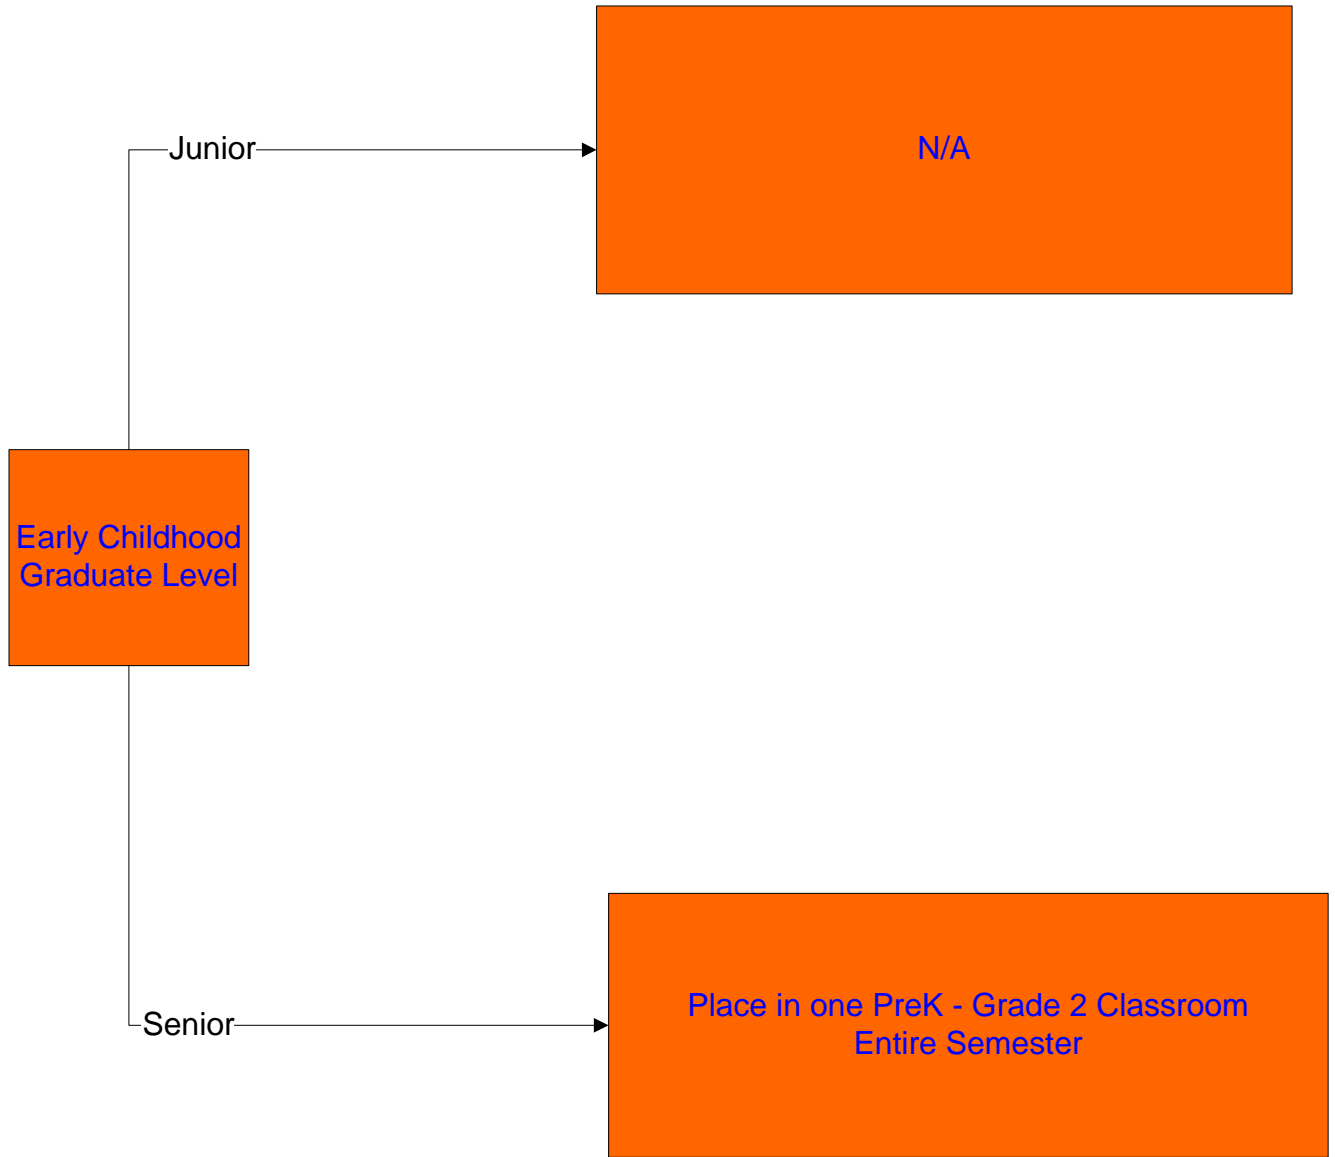 Junior
N/A
Early Childhood
Graduate Level
Senior
Place in one PreK - Grade 2 Classroom
Entire Semester